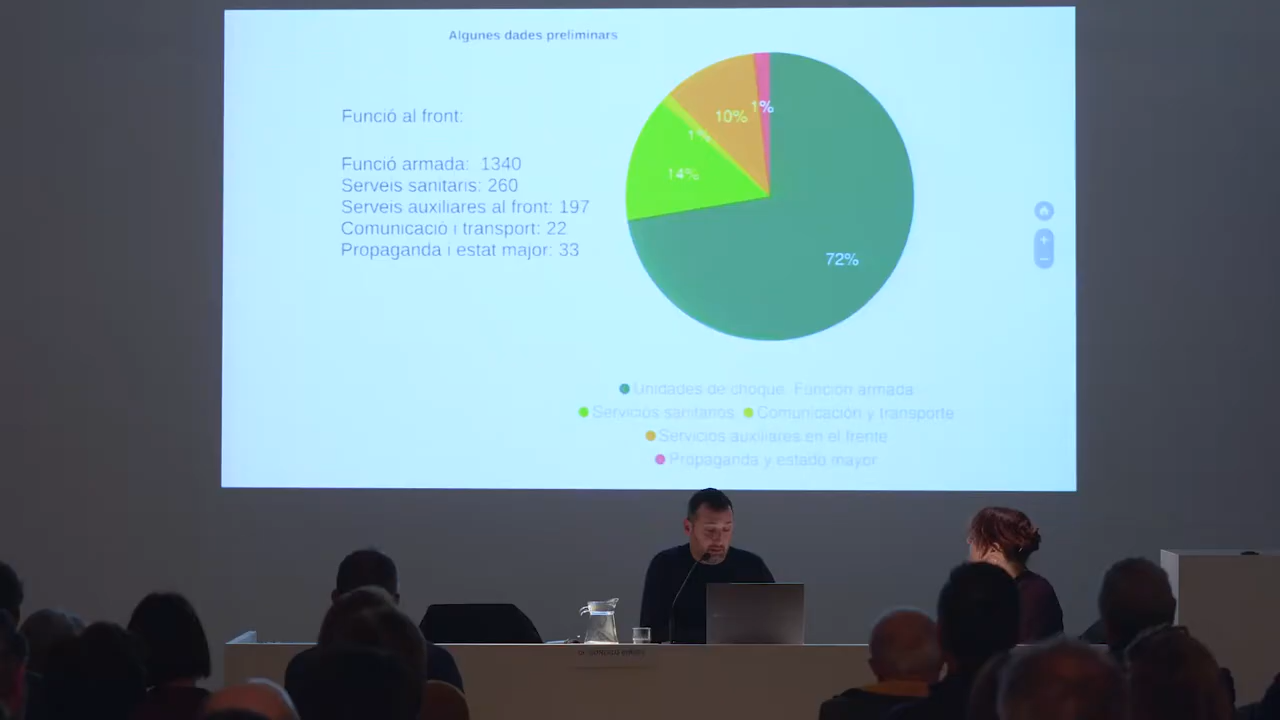 Algunes dades preliminars
Funció al front:
Funció armada: 1340
Serveis sanitaris: 260
Serveis auxiliares al front: 197
Comunicació i transport: 22
Propaganda i estat major: 33
1%
10%
1%
14%
72%
Unidades de choque. Función armada
Servicios sanitarios Comunicación y transporte
Servicios auxiliares en el frente
Propaganda y estado mayor